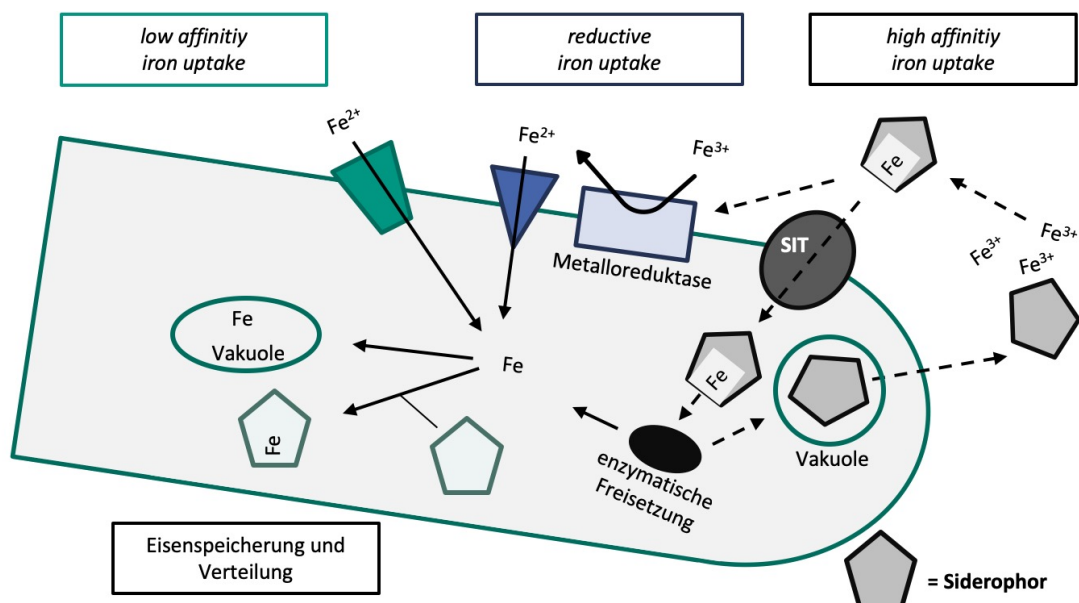 low affinitiy
iron uptake
reductive
iron uptake
high affinitiy
iron uptake
Fe²⁺
Fe²⁺
Fe³⁺
Fe
Fe³⁺
Fe³⁺
Fe³⁺
SIT
Metalloreduktase
Fe
Vakuole
Fe
Fe
Fe
enzymatische
Freisetzung
Vakuole
Eisenspeicherung und
Verteilung
= Siderophor